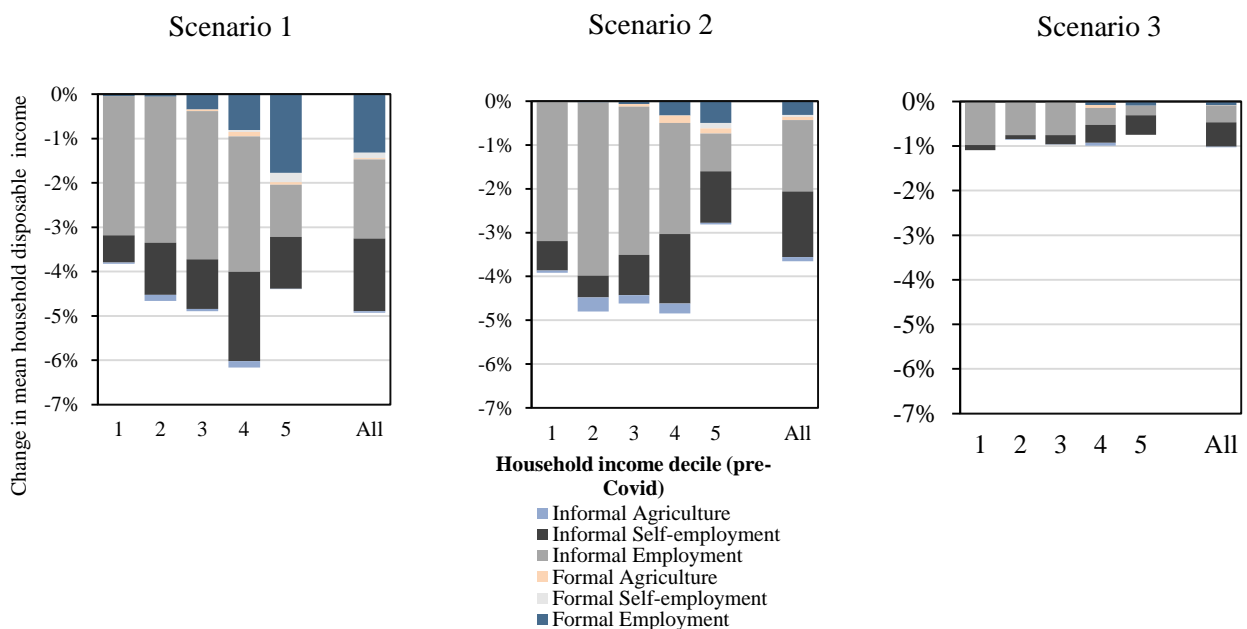 Scenario 1
Scenario 2
Scenario 3
Change in mean household disposable income
0%
-1%
-2%
-3%
-4%
-5%
-6%
-7%
1 2 3 4 5 All
0%
-1%
-2%
-3%
-4%
-5%
-6%
-7%
1 2 3 4 5 All
Household income decile (pre-
Covid)
0%
-1%
-2%
-3%
-4%
-5%
-6%
-7%
1 2 3 4 5 All
Informal Agriculture
Informal Self-employment
Informal Employment
Formal Agriculture
Formal Self-employment
Formal Employment